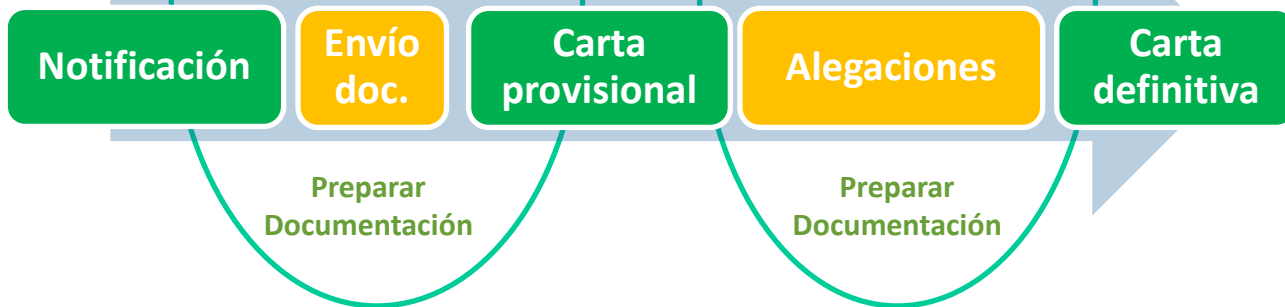 Notificación
Envío
doc.
Carta
provisional
Alegaciones
Carta
definitiva
Preparar
Documentación
Preparar
Documentación